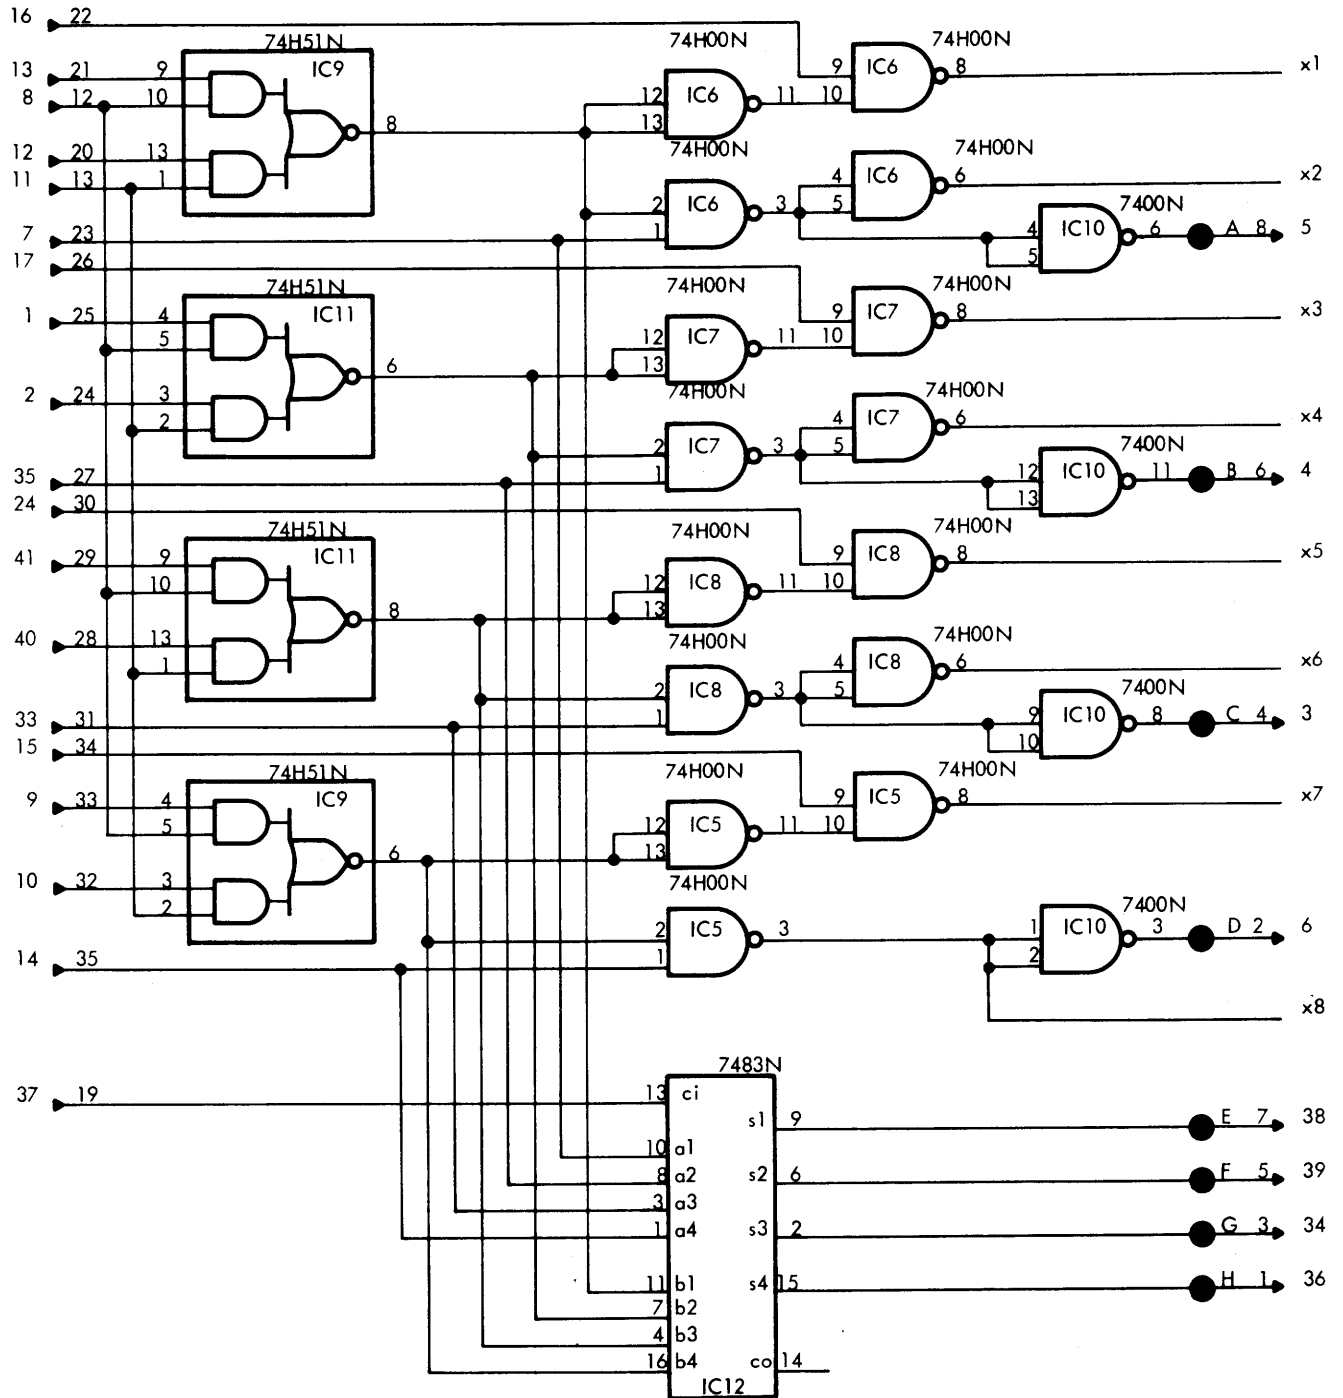 16 22
74H51N 74H00N 74H00N
13 21 9 IC9 IC6 9 IC6 8 x1
8 12 10 12 11 10
8 13
12 20 13 74H00N 74H00N
11 13 1 4 IC6 6 x2
2 IC6 3 5 7400N
7 23 1 4 IC10 6 A 8 5
17 26 5
74H51N 74H00N 74H00N
1 25 4 IC11 9 IC7 8 x3
5 12 IC7 11 10
6 13
2 24 3 74H00N 74H00N
2 4 IC7 6 x4
2 IC7 3 5 7400N
35 27 1 12 IC10 11 B 6 4
24 30 13
74H51N 74H00N 74H00N
41 29 9 IC11 9 IC8 8 x5
10 12 IC8 11 10
8 13
40 28 13 74H00N 74H00N
1 4 IC8 6 x6
2 IC8 3 5 7400N
33 31 1 9 IC10 8 C 4 3
15 34 10
74H51N 74H00N 74H00N
9 33 4 IC9 9 IC5 8 x7
5 12 IC5 11 10
6 13
10 32 3 74H00N 7400N
2 2 IC5 3 1 IC10 3 D 2 6
14 35 1 2
x8
7483N
37 19 13 ci
s1 9 E 7 38
10 a1
8 a2 s2 6 F 5 39
3 a3
1 a4 s3 2 G 3 34
11 b1 s4 15 H 1 36
7 b2
4 b3
16 b4 co 14
IC12